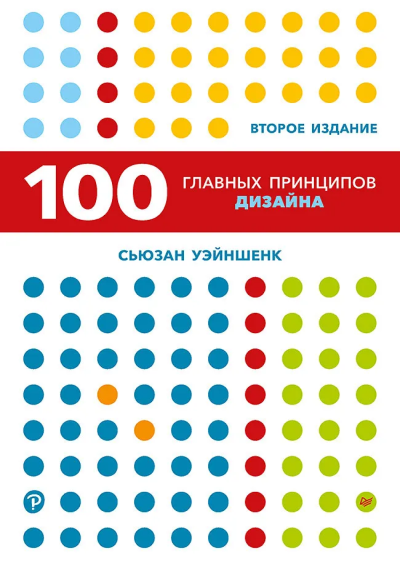 ВТОРОЕ ИЗДАНИЕ
100
ГЛАВНЫХ ПРИНЦИПОВ
ДИЗАЙНА
СЬЮЗАН УЭЙНШЕНК